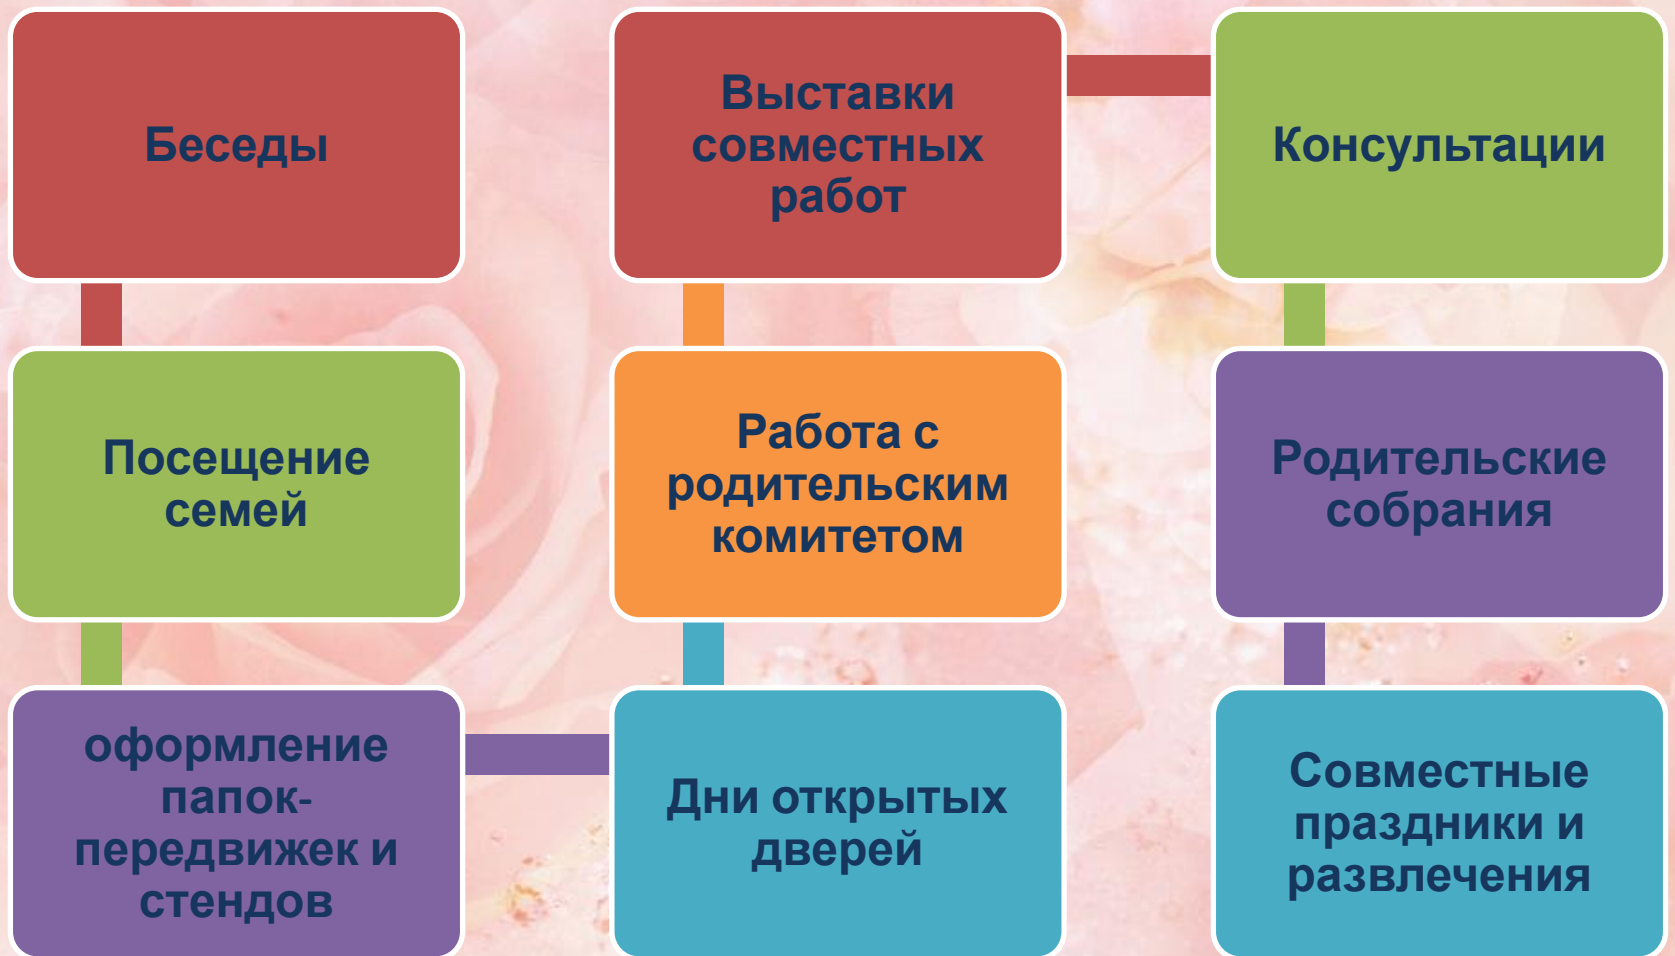 Беседы
Посещение
семей
оформление
папок-
передвижек и
стендов
Дни открытых
дверей
Работа с
родительским
комитетом
Выставки
совместных
работ
Консультации
Родительские
собрания
Совместные
праздники и
развлечения